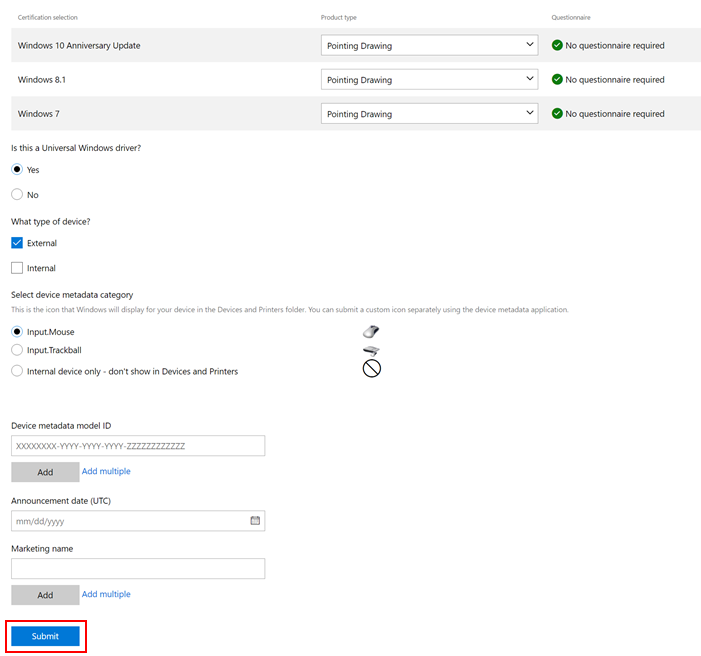 Certification selection Product type Questionnaire
Windows 10 Anniversary Update Pointing Drawing No questionnaire required
Windows 8.1 Pointing Drawing No questionnaire required
Windows 7 Pointing Drawing No questionnaire required
Is this a Universal Windows driver?
Yes
No
What type of device?
External
Internal
Select device metadata category
This is the icon that Windows will display for your device in the Devices and Printers folder. You can submit a custom icon separately using the device metadata application.
Input.Mouse
Input.Trackball
Internal device only - don't show in Devices and Printers
Device metadata model ID
XXXXXXXX-YYYY-YYYY-YYYY-ZZZZZZZZZZZZ
Add Add multiple
Announcement date (UTC)
mm/dd/yyyy
Marketing name
Add Add multiple
Submit